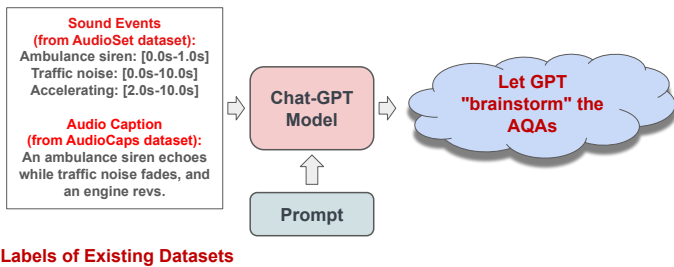 Sound Events
(from AudioSet dataset):
Ambulance siren: [0.0s-1.0s]
Traffic noise: [0.0s-10.0s]
Accelerating: [2.0s-10.0s]
Audio Caption
(from AudioCaps dataset):
An ambulance siren echoes
while traffic noise fades, and
an engine revs.
Labels of Existing Datasets
Chat-GPT
Model
Prompt
Let GPT
"brainstorm" the
AQAs